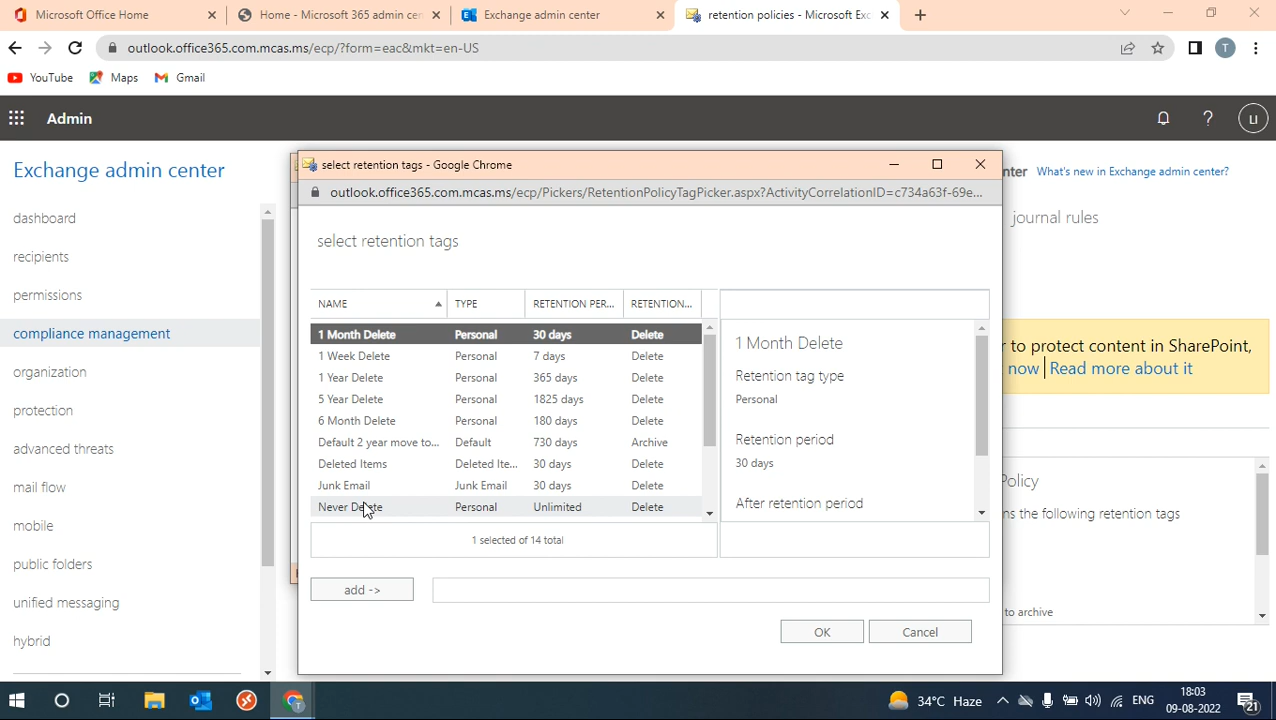 Microsoft Office Home
Home - Microsoft 365 admin cen
Exchange admin center
retention policies - Microsoft Exc
outlook.office365.com.mcas.ms/ecp/?form=eac&mkt=en-US
T
YouTube
Maps
Gmail
Admin
?
LI
Exchange admin center
nter
What's new in Exchange admin center?
dashboard
recipients
permissions
compliance management
organization
protection
advanced threats
mail flow
mobile
public folders
unified messaging
hybrid
journal rules
r to protect content in SharePoint,
now | Read more about it
Policy
ns the following retention tags
to archive
select retention tags - Google Chrome
outlook.office365.com.mcas.ms/ecp/Pickers/RetentionPolicyTagPicker.aspx?ActivityCorrelationID=c734a63f-69e...
select retention tags
NAME TYPE RETENTION PER... RETENTION...
1 Month Delete Personal 30 days Delete
1 Week Delete Personal 7 days Delete
1 Year Delete Personal 365 days Delete
5 Year Delete Personal 1825 days Delete
6 Month Delete Personal 180 days Delete
Default 2 year move to... Default 730 days Archive
Deleted Items Deleted Ite... 30 days Delete
Junk Email Junk Email 30 days Delete
Never Delete Personal Unlimited Delete
1 selected of 14 total
1 Month Delete
Retention tag type
Personal
Retention period
30 days
After retention period
add ->
OK
Cancel
34°C Haze
ENG
18:03
09-08-2022
21